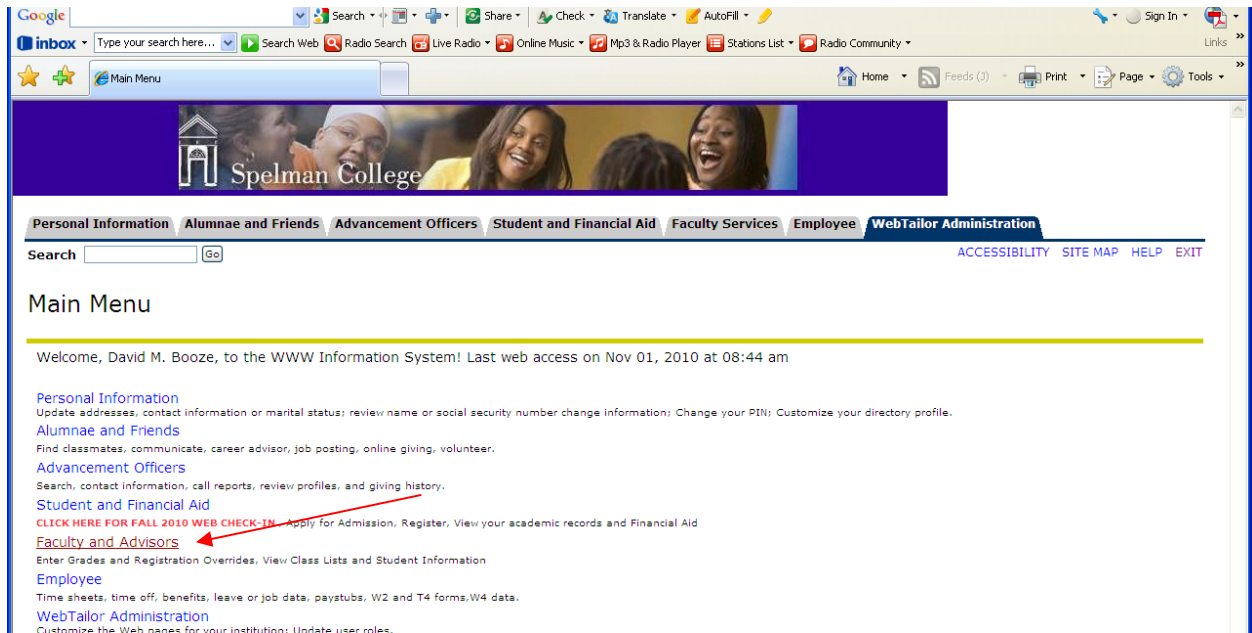 Google Search Share Check Translate AutoFill Sign In
inbox Type your search here... Search Web Radio Search Live Radio Online Music Mp3 & Radio Player Stations List Radio Community Links
Main Menu Home Feeds (J) Print Page Tools
Spelman College
Personal Information Alumnae and Friends Advancement Officers Student and Financial Aid Faculty Services Employee WebTailor Administration
Search Go ACCESSIBILITY SITE MAP HELP EXIT
Main Menu
Welcome, David M. Booze, to the WWW Information System! Last web access on Nov 01, 2010 at 08:44 am
Personal Information
Update addresses, contact information or marital status; review name or social security number change information; Change your PIN; Customize your directory profile.
Alumnae and Friends
Find classmates, communicate, career advisor, job posting, online giving, volunteer.
Advancement Officers
Search, contact information, call reports, review profiles, and giving history.
Student and Financial Aid
CLICK HERE FOR FALL 2010 WEB CHECK-IN , Apply for Admission, Register, View your academic records and Financial Aid
Faculty and Advisors
Enter Grades and Registration Overrides, View Class Lists and Student Information
Employee
Time sheets, time off, benefits, leave or job data, paystubs, W2 and T4 forms,W4 data.
WebTailor Administration
Customize the Web pages for your institution; Update user roles.